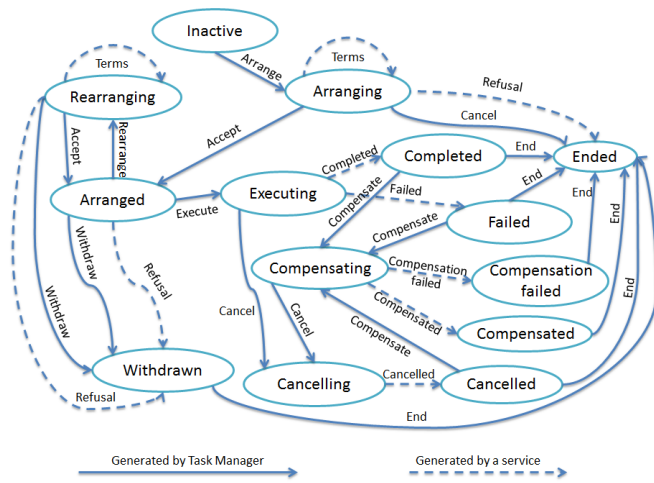 Inactive
Terms
Terms
Arrange
Refusal
Rearranging
Arranging
Cancel
Accept
Rearrange
Accept
Completed
Completed
End
Ended
Arranged
Execute
Executing
Failed
End
End
Compensate
Failed
Compensate
End
End
Withdraw
Refusal
Compensating
Compensation
failed
Compensation
failed
Compensated
Compensated
Cancel
Cancel
Compensate
Withdraw
Withdrawn
Cancelling
Cancelled
Cancelled
Refusal
End
Generated by Task Manager
Generated by a service